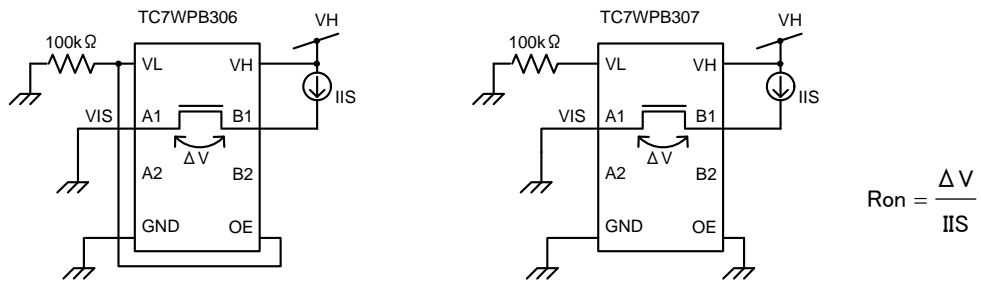 TC7WPB306
VH
100kΩ
VL
VH
IIS
VIS
A1
B1
ΔV
A2
B2
GND
OE
TC7WPB307
VH
100kΩ
VL
VH
IIS
VIS
A1
B1
ΔV
A2
B2
GND
OE
Ron = ΔV / IIS